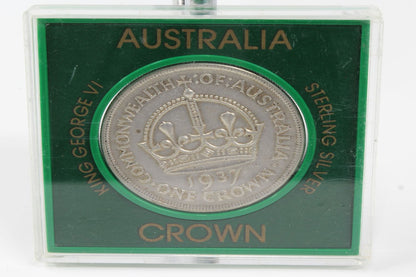 AUSTRALIA
KING GEORGE VI
STERLING SILVER
COMMONWEALTH OF AUSTRALIA
1937
ONE CROWN
CROWN